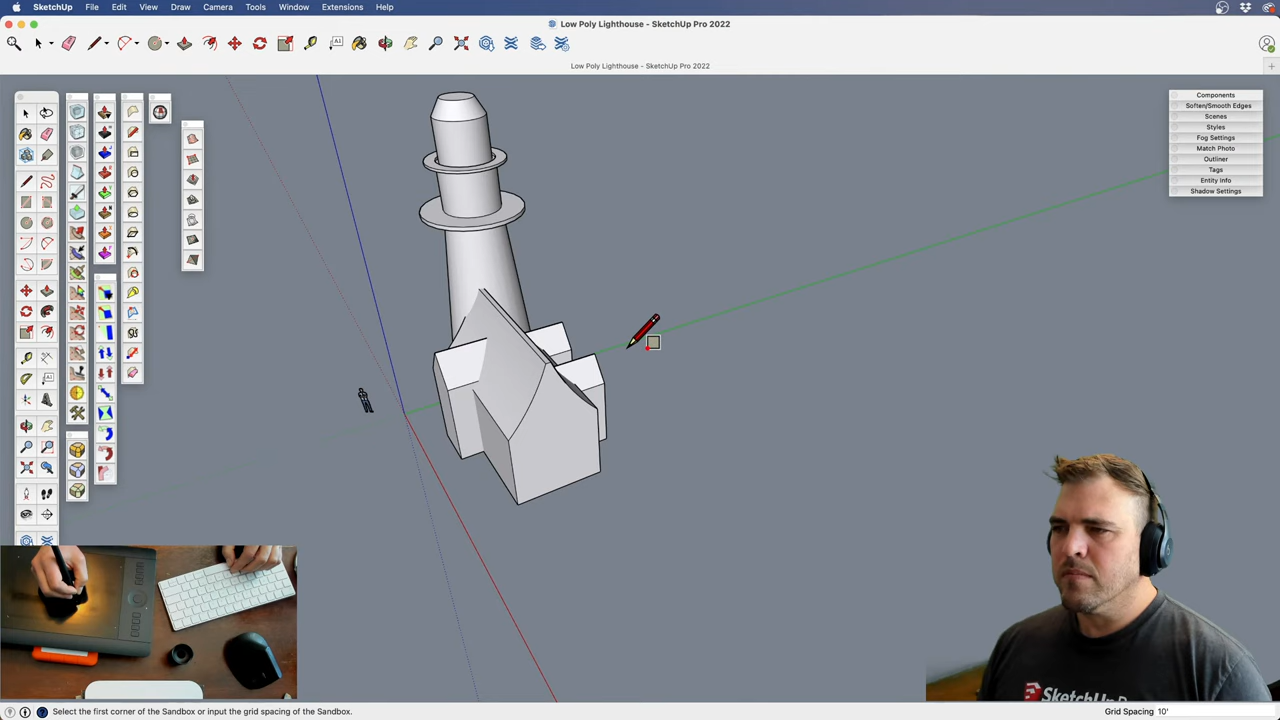 SketchUp File Edit View Draw Camera Tools Window Extensions Help
Low Poly Lighthouse - SketchUp Pro 2022
Low Poly Lighthouse - SketchUp Pro 2022
Components
Soften/Smooth Edges
Scenes
Styles
Fog Settings
Match Photo
Outliner
Tags
Entity Info
Shadow Settings
SketchUp
Select the first corner of the Sandbox or input the grid spacing of the Sandbox.
Grid Spacing 10'